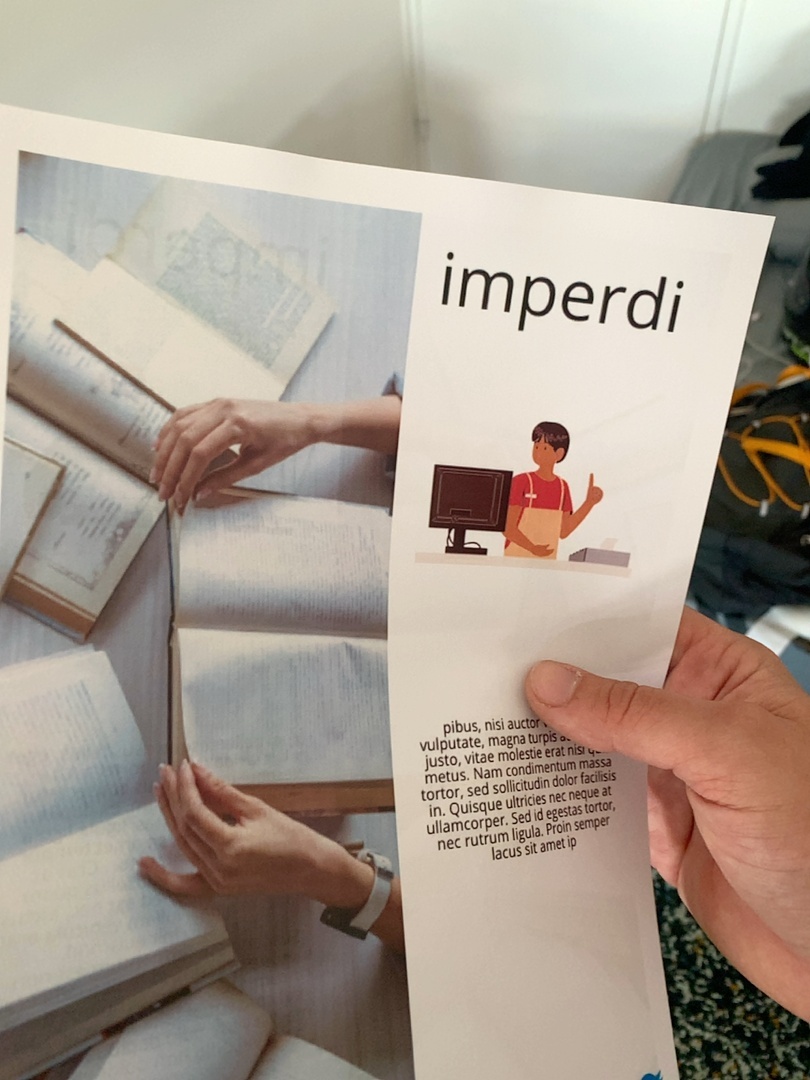 imperdi
pibus, nisi auctor
vulputate, magna turpis
justo, vitae molestie erat nisi
metus. Nam condimentum massa
tortor, sed sollicitudin dolor facilisis
in. Quisque ultricies nec neque at
ullamcorper. Sed id egestas tortor,
nec rutrum ligula. Proin semper
lacus sit amet ip